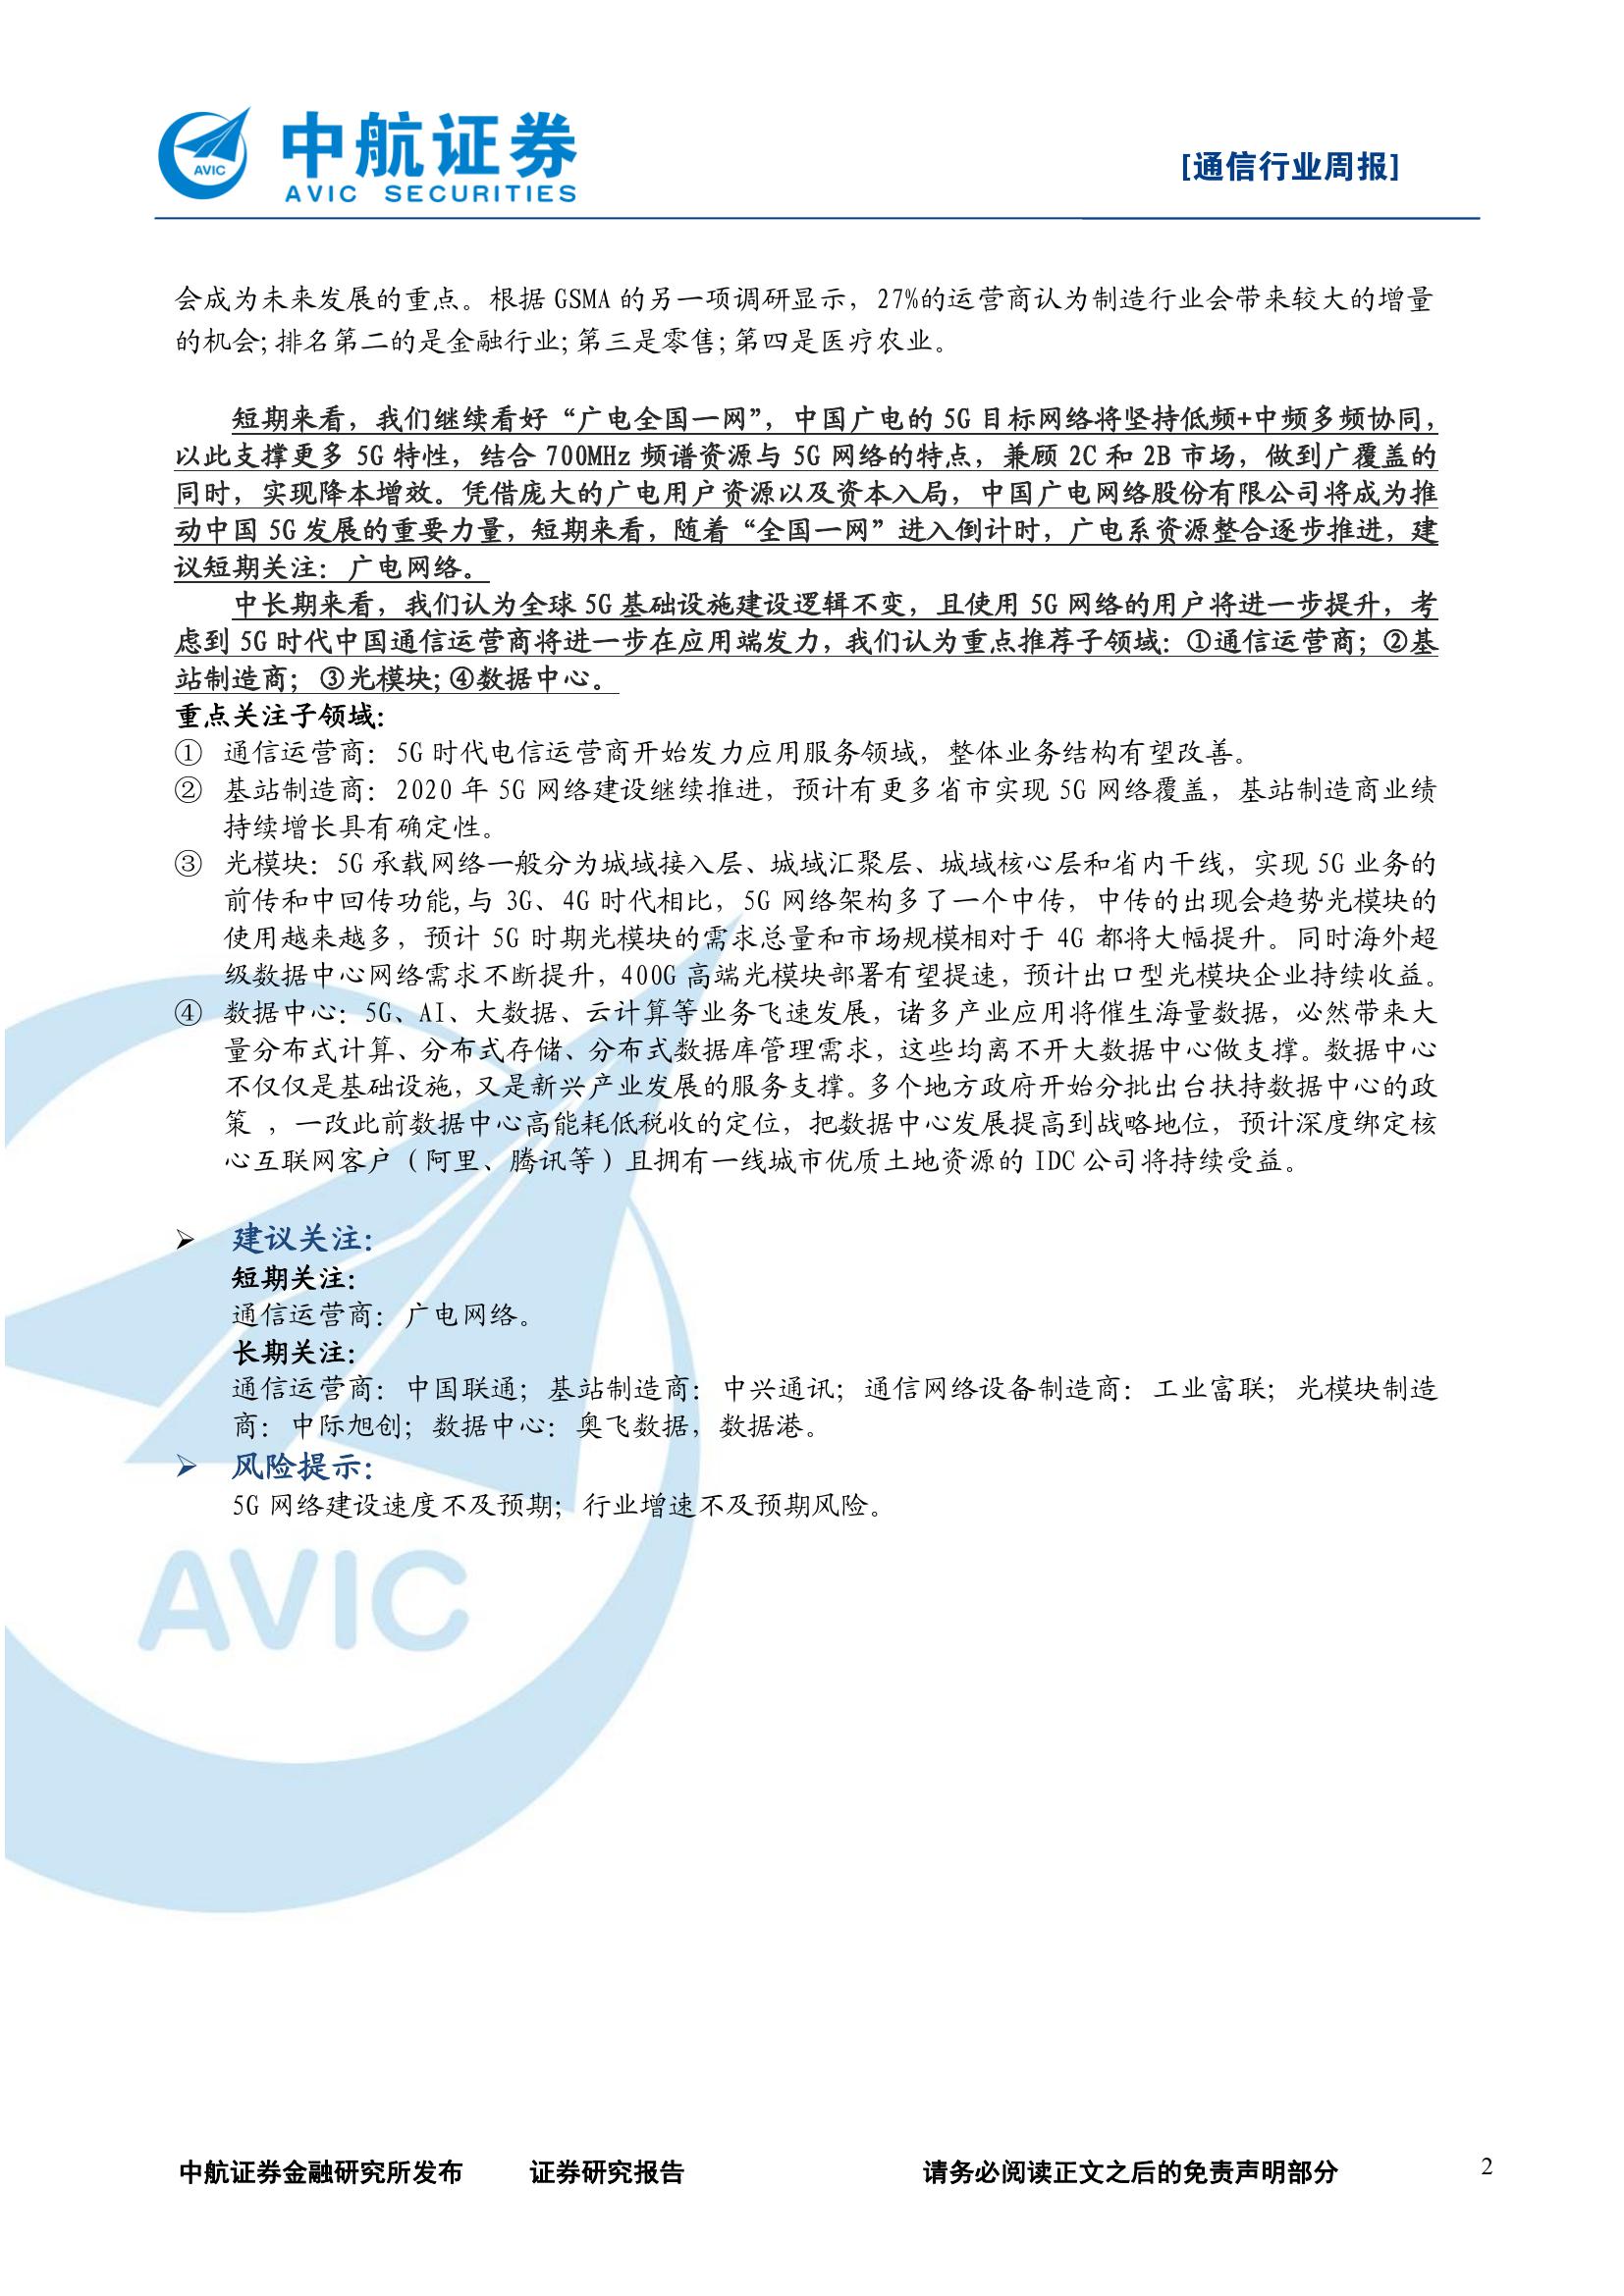 AVIC
中航证券
AVIC SECURITIES
[通信行业周报]
会成为未来发展的重点。根据 GSMA 的另一项调研显示，27%的运营商认为制造行业会带来较大的增量
的机会;排名第二的是金融行业;第三是零售;第四是医疗农业。
短期来看，我们继续看好“广电全国一网”，中国广电的 5G 目标网络将坚持低频+中频多频协同，
以此支撑更多 5G 特性，结合 700MHz 频谱资源与 5G 网络的特点，兼顾 2C 和 2B 市场，做到广覆盖的
同时，实现降本增效。凭借庞大的广电用户资源以及资本入局，中国广电网络股份有限公司将成为推
动中国 5G 发展的重要力量，短期来看，随着“全国一网”进入倒计时，广电系资源整合逐步推进，建
议短期关注：广电网络。
中长期来看，我们认为全球 5G 基础设施建设逻辑不变，且使用 5G 网络的用户将进一步提升，考
虑到 5G 时代中国通信运营商将进一步在应用端发力，我们认为重点推荐子领域：①通信运营商；②基
站制造商；③光模块;④数据中心。
重点关注子领域：
① 通信运营商：5G 时代电信运营商开始发力应用服务领域，整体业务结构有望改善。
② 基站制造商：2020 年 5G 网络建设继续推进，预计有更多省市实现 5G 网络覆盖，基站制造商业绩
持续增长具有确定性。
③ 光模块：5G 承载网络一般分为城域接入层、城域汇聚层、城域核心层和省内干线，实现 5G 业务的
前传和中回传功能,与 3G、4G 时代相比，5G 网络架构多了一个中传，中传的出现会趋势光模块的
使用越来越多，预计 5G 时期光模块的需求总量和市场规模相对于 4G 都将大幅提升。同时海外超
级数据中心网络需求不断提升，400G 高端光模块部署有望提速，预计出口型光模块企业持续收益。
④ 数据中心：5G、AI、大数据、云计算等业务飞速发展，诸多产业应用将催生海量数据，必然带来大
量分布式计算、分布式存储、分布式数据库管理需求，这些均离不开大数据中心做支撑。数据中心
不仅仅是基础设施，又是新兴产业发展的服务支撑。多个地方政府开始分批出台扶持数据中心的政
策 ，一改此前数据中心高能耗低税收的定位，把数据中心发展提高到战略地位，预计深度绑定核
心互联网客户（阿里、腾讯等）且拥有一线城市优质土地资源的 IDC 公司将持续受益。
➢ 建议关注：
短期关注：
通信运营商：广电网络。
长期关注：
通信运营商：中国联通；基站制造商：中兴通讯；通信网络设备制造商：工业富联；光模块制造
商：中际旭创；数据中心：奥飞数据，数据港。
➢ 风险提示：
5G 网络建设速度不及预期；行业增速不及预期风险。
AVIC
中航证券金融研究所发布 证券研究报告 请务必阅读正文之后的免责声明部分 2